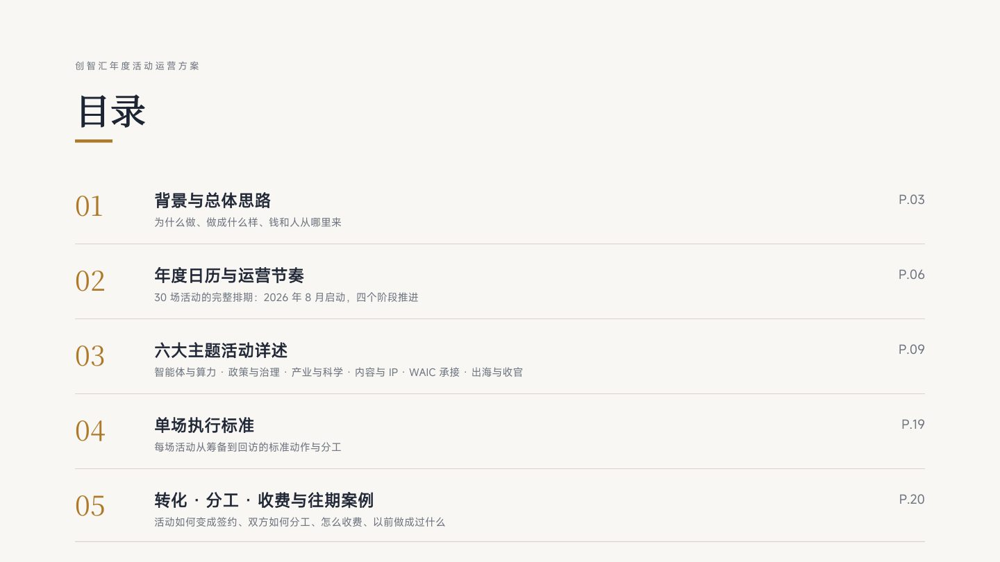 创智汇年度活动运营方案
目录
01
背景与总体思路
P.03
为什么做、做成什么样、钱和人从哪里来
02
年度日历与运营节奏
P.06
30 场活动的完整排期：2026 年 8 月启动，四个阶段推进
03
六大主题活动详述
P.09
智能体与算力 · 政策与治理 · 产业与科学 · 内容与 IP · WAIC 承接 · 出海与收官
04
单场执行标准
P.19
每场活动从筹备到回访的标准动作与分工
05
转化 · 分工 · 收费与往期案例
P.20
活动如何变成签约、双方如何分工、怎么收费、以前做成过什么